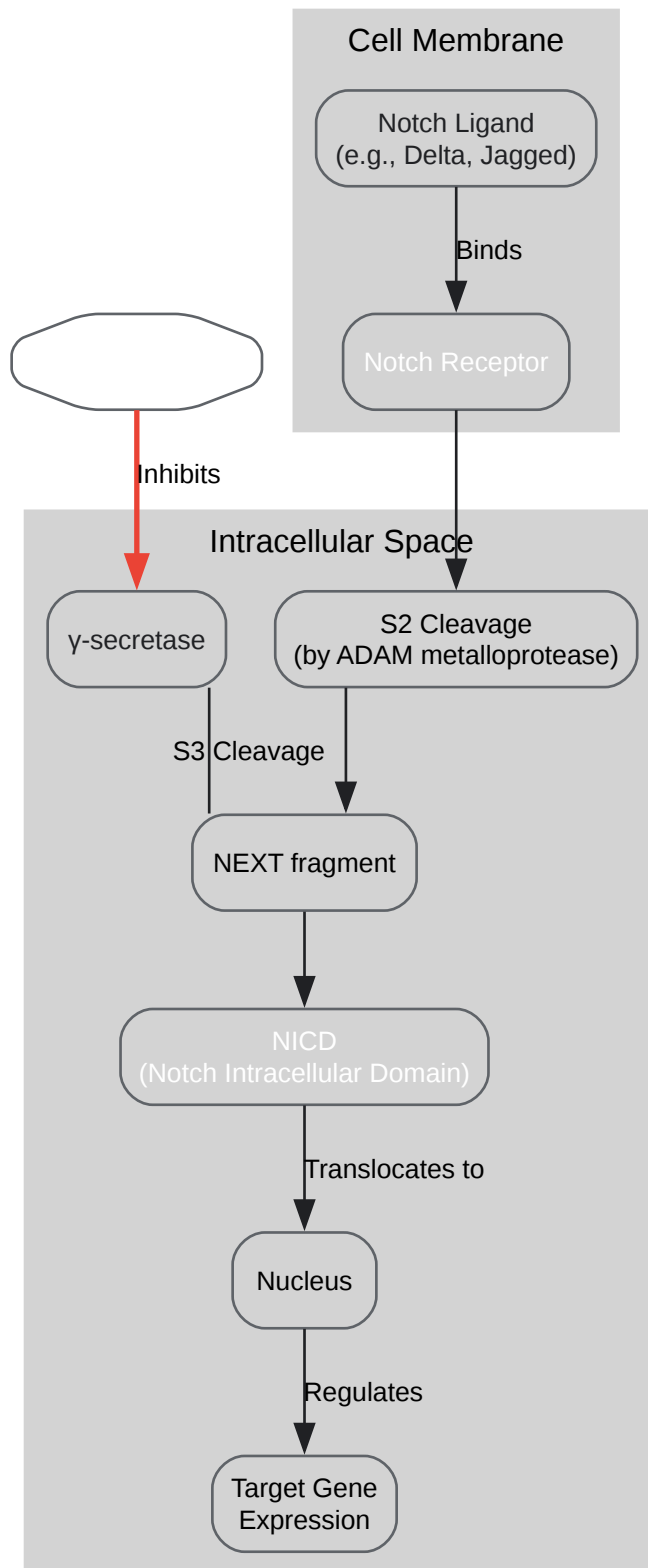 Cell Membrane
Notch Ligand
(e.g., Delta, Jagged)
Binds
Notch Receptor
Inhibits
Intracellular Space
γ-secretase
S2 Cleavage
(by ADAM metalloprotease)
S3 Cleavage
NEXT fragment
NICD
(Notch Intracellular Domain)
Translocates to
Nucleus
Regulates
Target Gene
Expression